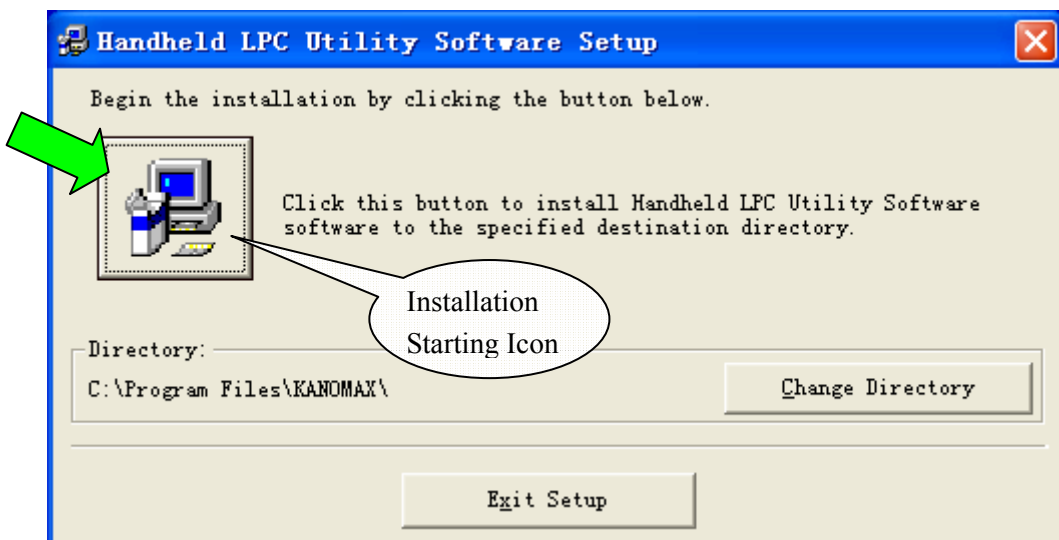 Handheld LPC Utility Software Setup
Begin the installation by clicking the button below.
Click this button to install Handheld LPC Utility Software
software to the specified destination directory.
Installation
Starting Icon
Directory:
C:\Program Files\KANOMAX\
Change Directory
Exit Setup